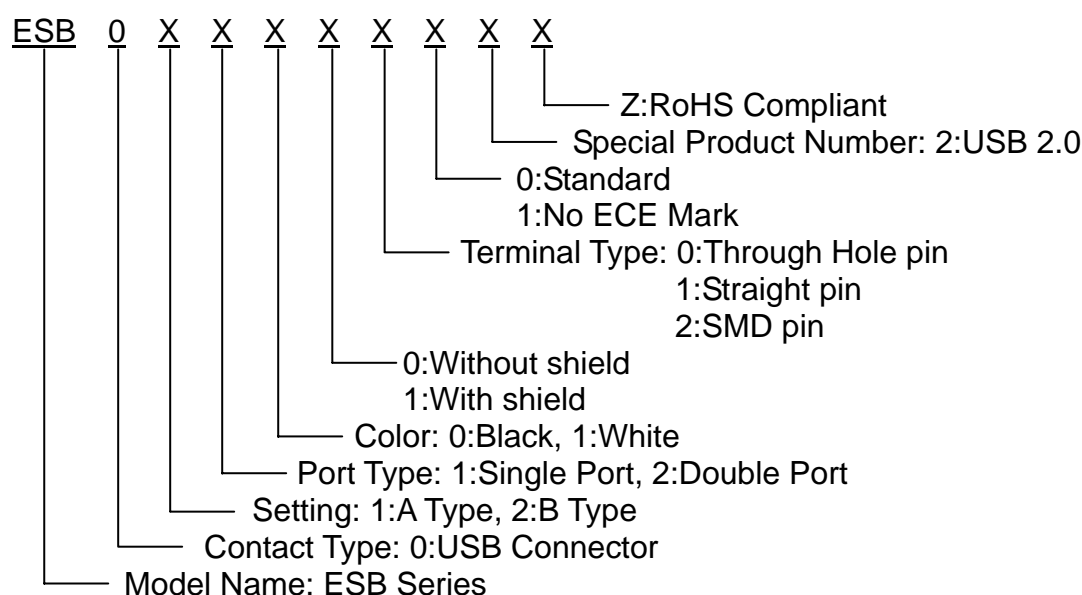 ESB 0 X X X X X X X X
Z:RoHS Compliant
Special Product Number: 2:USB 2.0
0:Standard
1:No ECE Mark
Terminal Type: 0:Through Hole pin
1:Straight pin
2:SMD pin
0:Without shield
1:With shield
Color: 0:Black, 1:White
Port Type: 1:Single Port, 2:Double Port
Setting: 1:A Type, 2:B Type
Contact Type: 0:USB Connector
Model Name: ESB Series